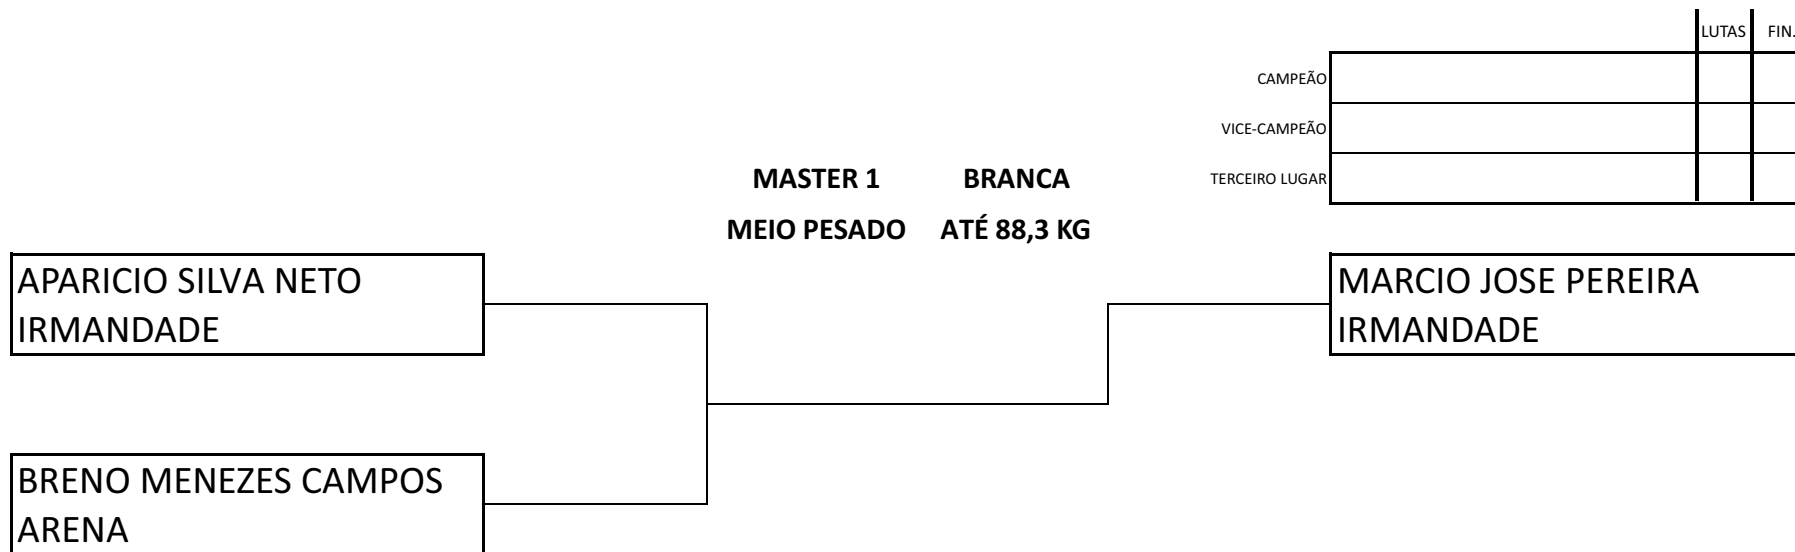 LUTAS FIN.
CAMPEÃO
VICE-CAMPEÃO
TERCEIRO LUGAR
MASTER 1 BRANCA
MEIO PESADO ATÉ 88,3 KG
APARICIO SILVA NETO
IRMANDADE
MARCIO JOSE PEREIRA
IRMANDADE
BRENO MENEZES CAMPOS
ARENA